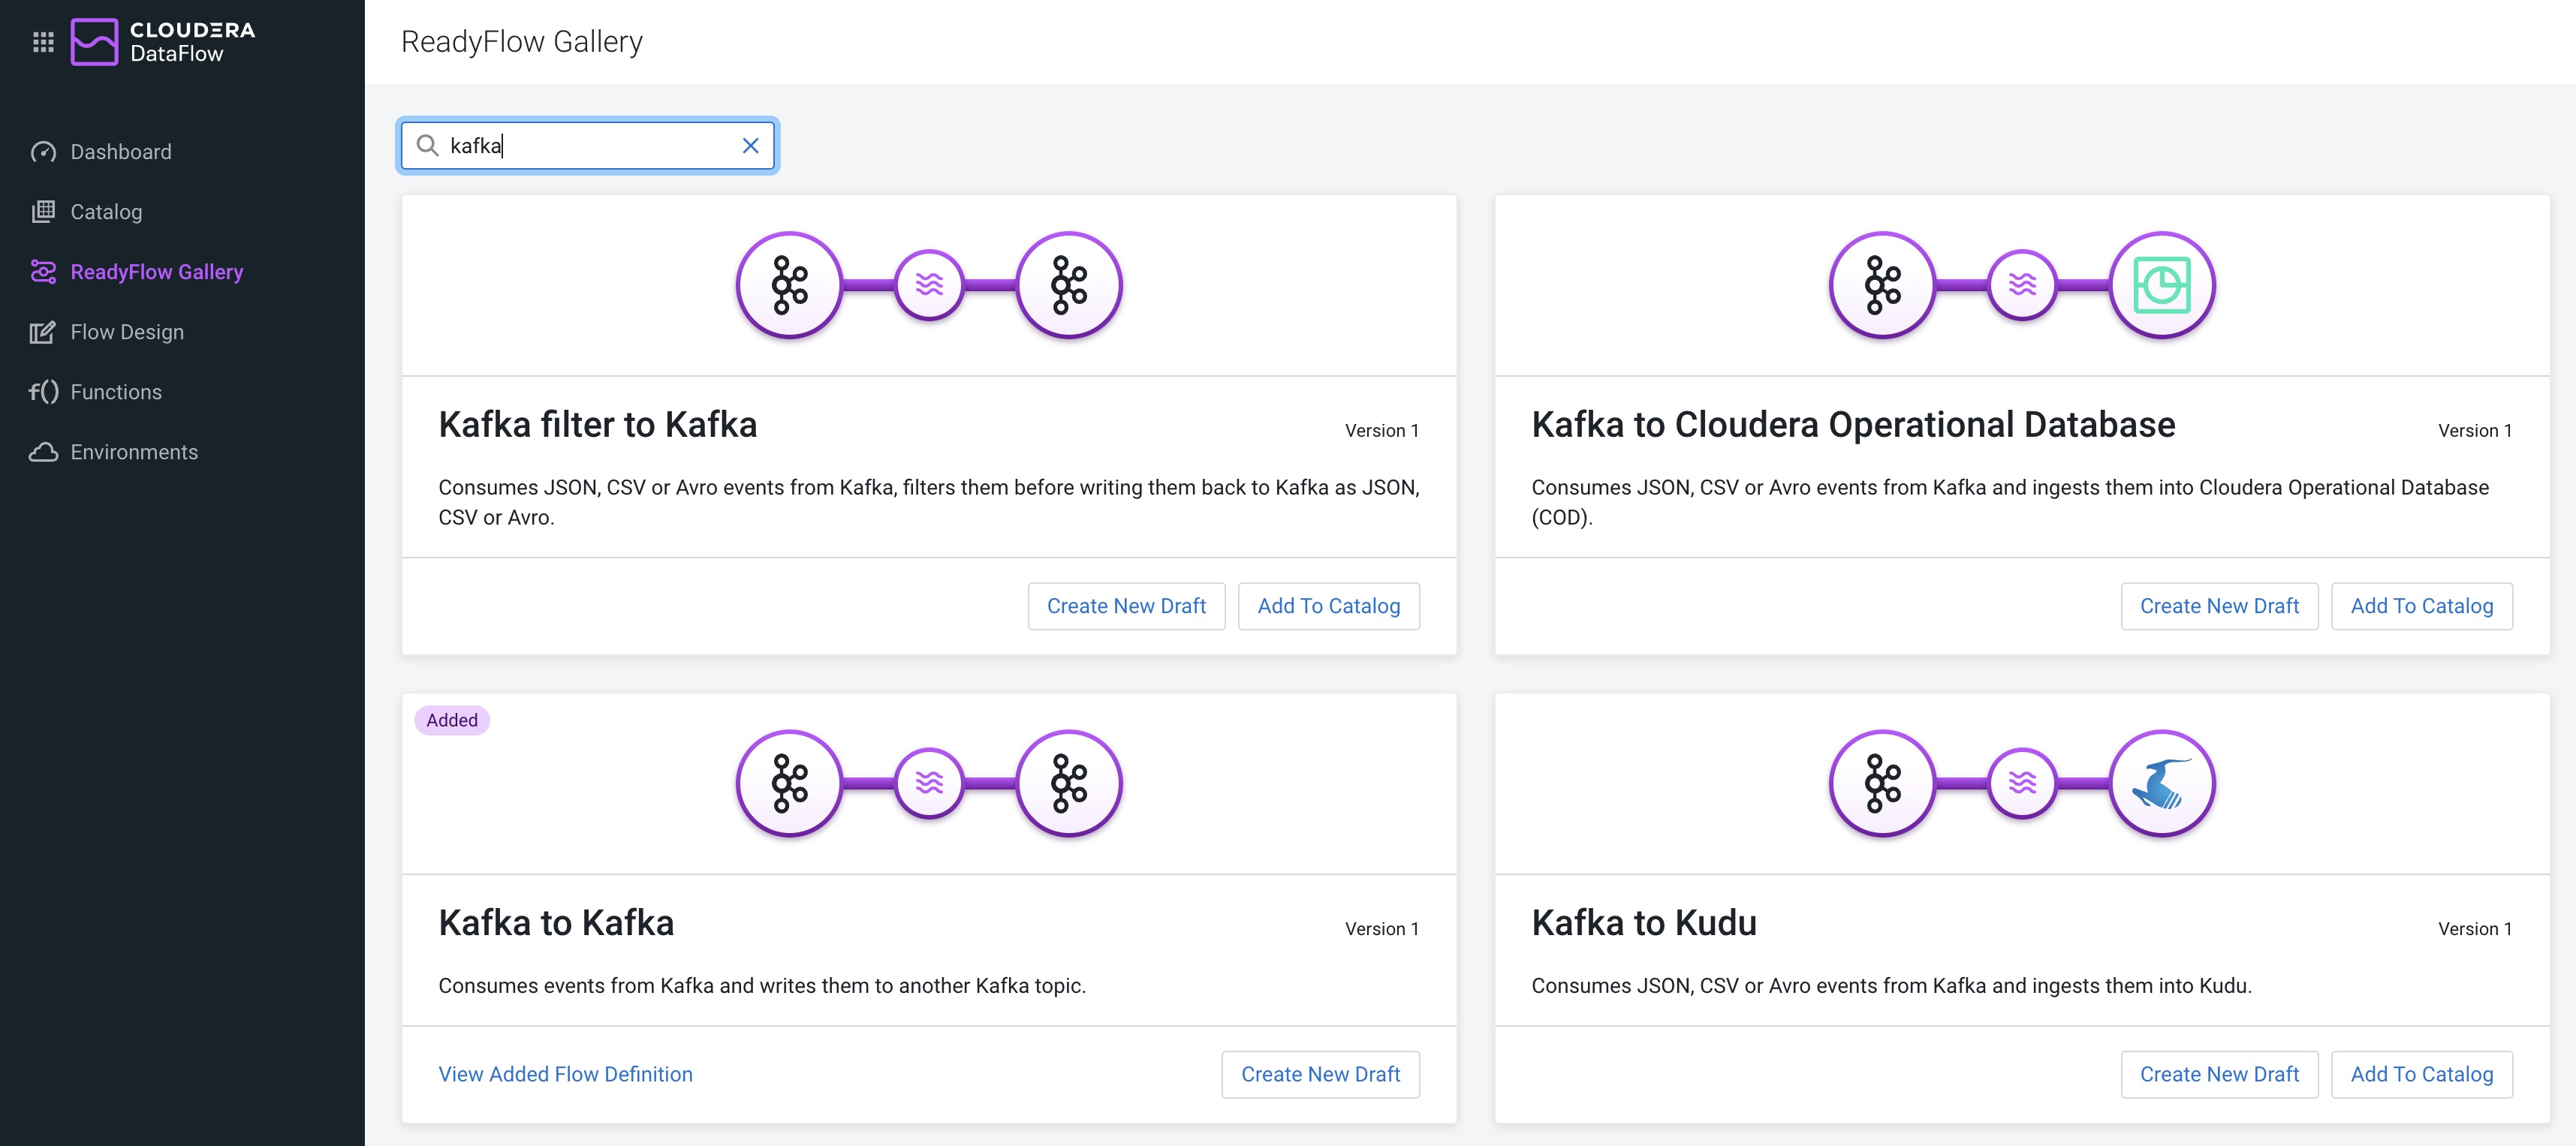 CLOUDERA
DataFlow
ReadyFlow Gallery
Dashboard
Catalog
ReadyFlow Gallery
Flow Design
f() Functions
Environments
kafka
Kafka filter to Kafka
Version 1
Consumes JSON, CSV or Avro events from Kafka, filters them before writing them back to Kafka as JSON,
CSV or Avro.
Create New Draft
Add To Catalog
Kafka to Cloudera Operational Database
Version 1
Consumes JSON, CSV or Avro events from Kafka and ingests them into Cloudera Operational Database
(COD).
Create New Draft
Add To Catalog
Added
Kafka to Kafka
Version 1
Consumes events from Kafka and writes them to another Kafka topic.
View Added Flow Definition
Create New Draft
Kafka to Kudu
Version 1
Consumes JSON, CSV or Avro events from Kafka and ingests them into Kudu.
Create New Draft
Add To Catalog